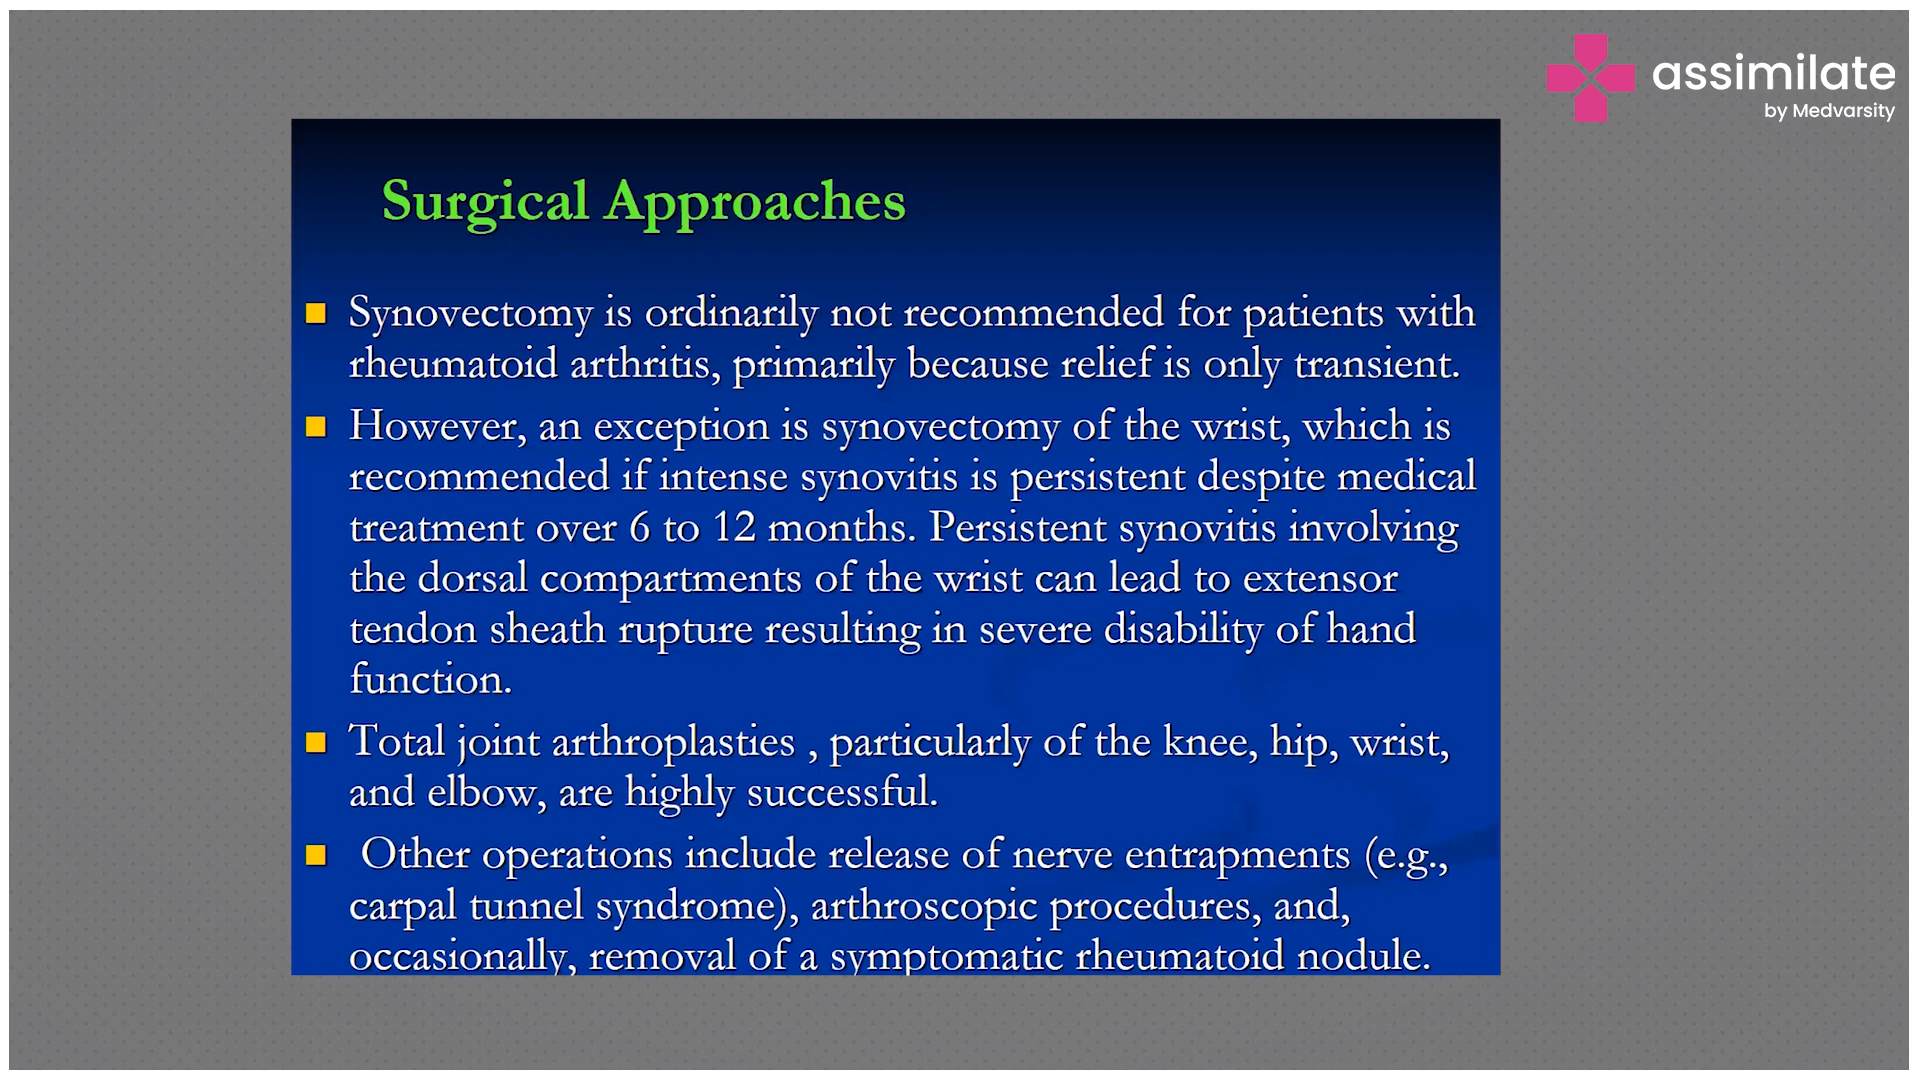 assimilate
by Medvarsity
Surgical Approaches
Synovectomy is ordinarily not recommended for patients with
rheumatoid arthritis, primarily because relief is only transient.
However, an exception is synovectomy of the wrist, which is
recommended if intense synovitis is persistent despite medical
treatment over 6 to 12 months. Persistent synovitis involving
the dorsal compartments of the wrist can lead to extensor
tendon sheath rupture resulting in severe disability of hand
function.
Total joint arthroplasties , particularly of the knee, hip, wrist,
and elbow, are highly successful.
Other operations include release of nerve entrapments (e.g.,
carpal tunnel syndrome), arthroscopic procedures, and,
occasionally, removal of a symptomatic rheumatoid nodule.